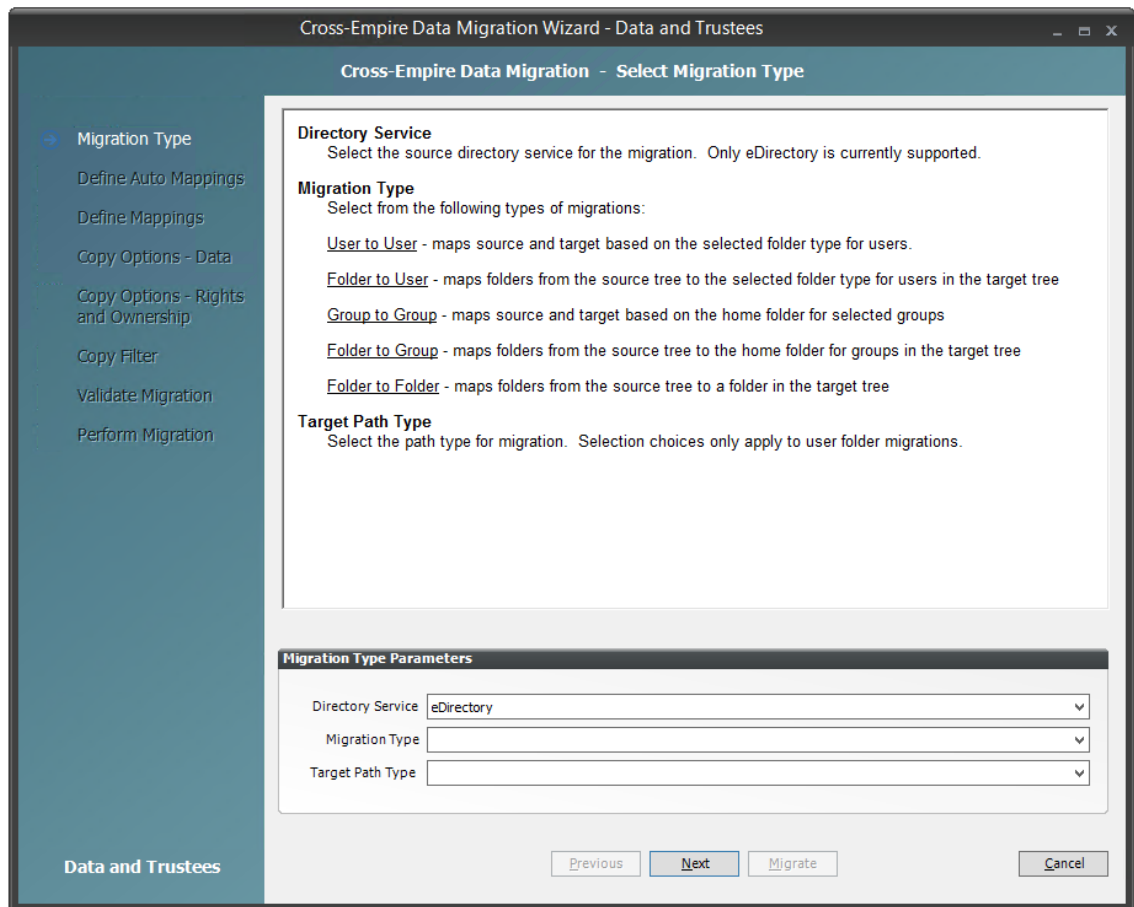 Cross-Empire Data Migration Wizard - Data and Trustees
Cross-Empire Data Migration - Select Migration Type
Migration Type
Define Auto Mappings
Define Mappings
Copy Options - Data
Copy Options - Rights
and Ownership
Copy Filter
Validate Migration
Perform Migration
Data and Trustees
Directory Service
Select the source directory service for the migration. Only eDirectory is currently supported.
Migration Type
Select from the following types of migrations:
User to User - maps source and target based on the selected folder type for users.
Folder to User - maps folders from the source tree to the selected folder type for users in the target tree
Group to Group - maps source and target based on the home folder for selected groups
Folder to Group - maps folders from the source tree to the home folder for groups in the target tree
Folder to Folder - maps folders from the source tree to a folder in the target tree
Target Path Type
Select the path type for migration. Selection choices only apply to user folder migrations.
Migration Type Parameters
Directory Service eDirectory
Migration Type
Target Path Type
Previous Next Migrate Cancel